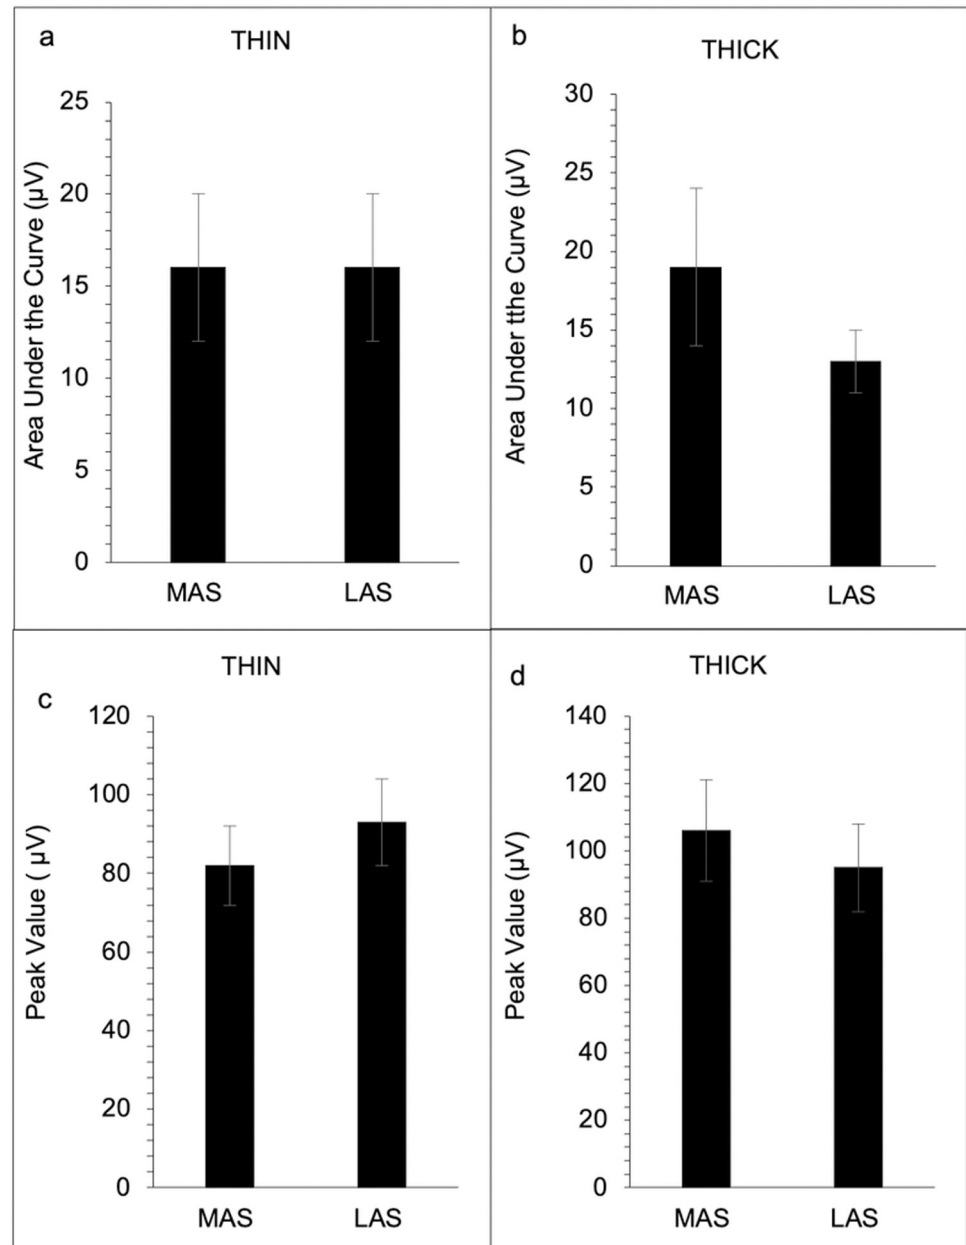 a
THIN
Area Under the Curve (µV)
25
20
15
10
5
0
MAS LAS
b
THICK
Area Under tthe Curve (µV)
30
25
20
15
10
5
0
MAS LAS
c
THIN
Peak Value ( µV)
120
100
80
60
40
20
0
MAS LAS
d
THICK
Peak Value (µV)
140
120
100
80
60
40
20
0
MAS LAS